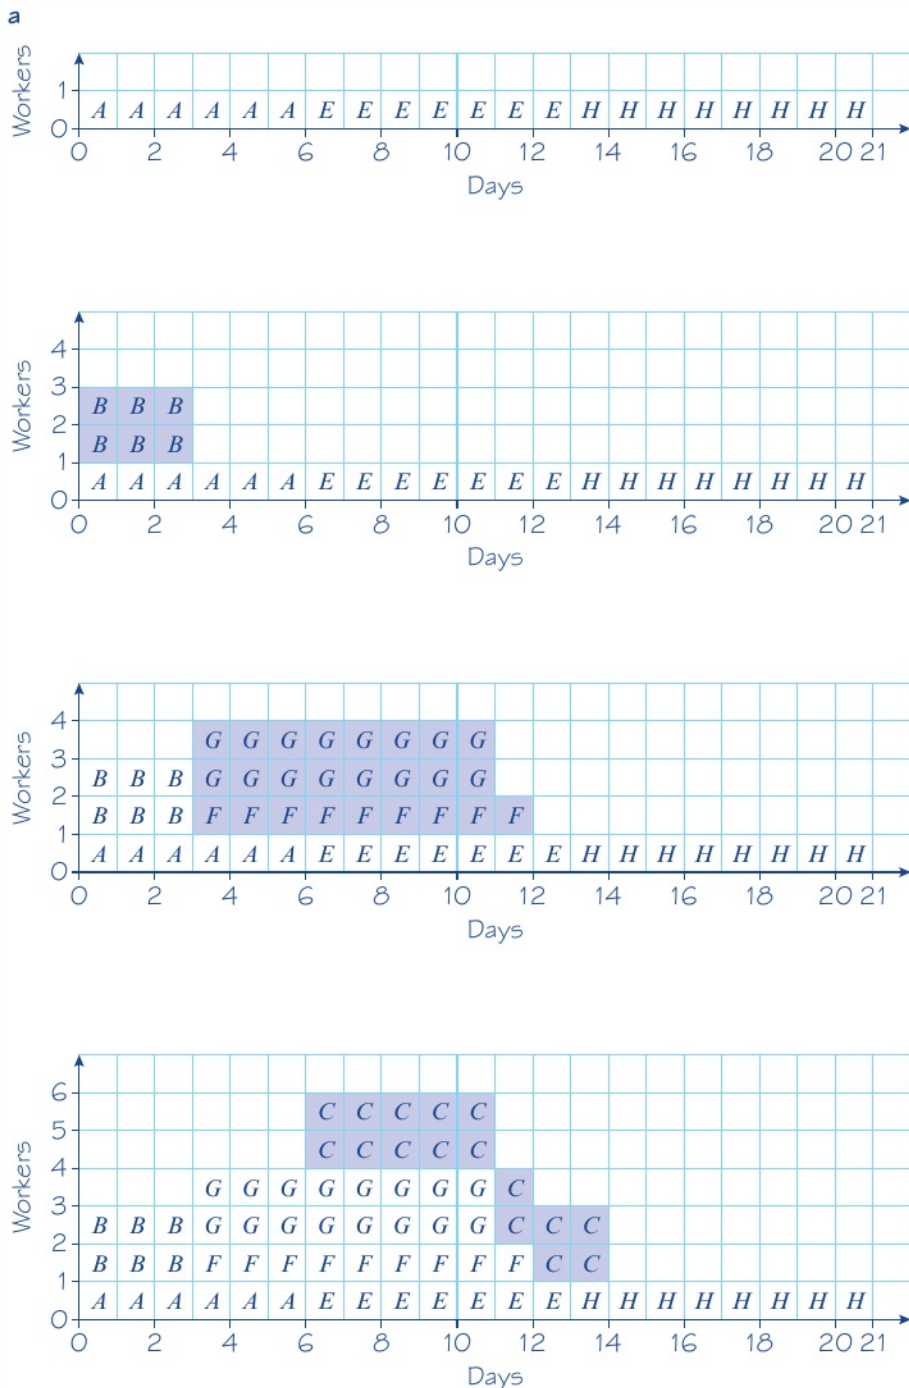 a
Workers
1
A A A A A A E E E E E E E H H H H H H H H
0
0 2 4 6 8 10 12 14 16 18 20 21
Days
Workers
4
3
B B B
2
B B B
1
A A A A A A E E E E E E E H H H H H H H H
0
0 2 4 6 8 10 12 14 16 18 20 21
Days
Workers
4
G G G G G G G G
3
B B B G G G G G G G G
2
B B B F F F F F F F F F
1
A A A A A A E E E E E E E H H H H H H H H
0
0 2 4 6 8 10 12 14 16 18 20 21
Days
Workers
6
C C C C C
5
C C C C C
4
G G G G G G G G C
3
B B B G G G G G G G G C C C
2
B B B F F F F F F F F F C C
1
A A A A A A E E E E E E E H H H H H H H H
0
0 2 4 6 8 10 12 14 16 18 20 21
Days